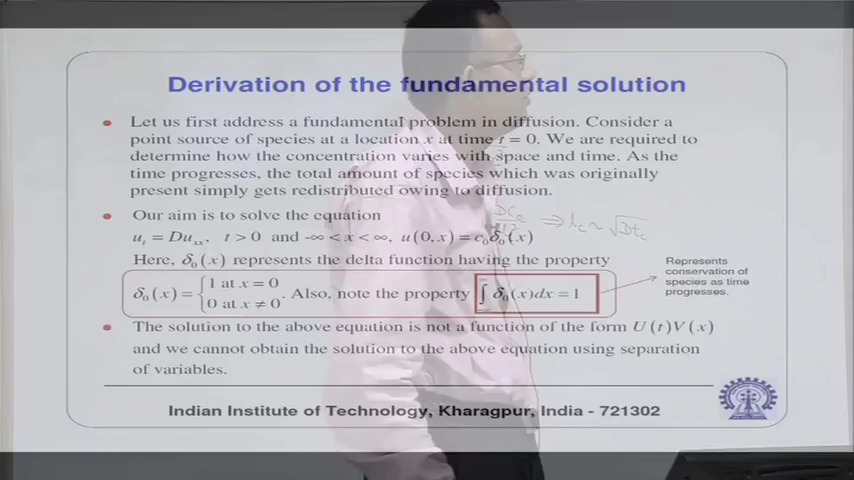 Derivation of the fundamental solution
Let us first address a fundamental problem in diffusion. Consider a
point source of species at a location x at time t = 0. We are required to
determine how the concentration varies with space and time. As the
time progresses, the total amount of species which was originally
present simply gets redistributed owing to diffusion.
Our aim is to solve the equation
u_t = Du_xx, t > 0 and -∞ < x < ∞, u(0, x) = c₀δ₀(x)
⇒ l_c ~ √Dt_c
Here, δ₀(x) represents the delta function having the property
δ₀(x) = { 1 at x = 0
0 at x ≠ 0 . Also, note the property ∫ δ₀(x)dx = 1
Represents
conservation of
species as time
progresses.
The solution to the above equation is not a function of the form U(t)V(x)
and we cannot obtain the solution to the above equation using separation
of variables.
Indian Institute of Technology, Kharagpur, India - 721302